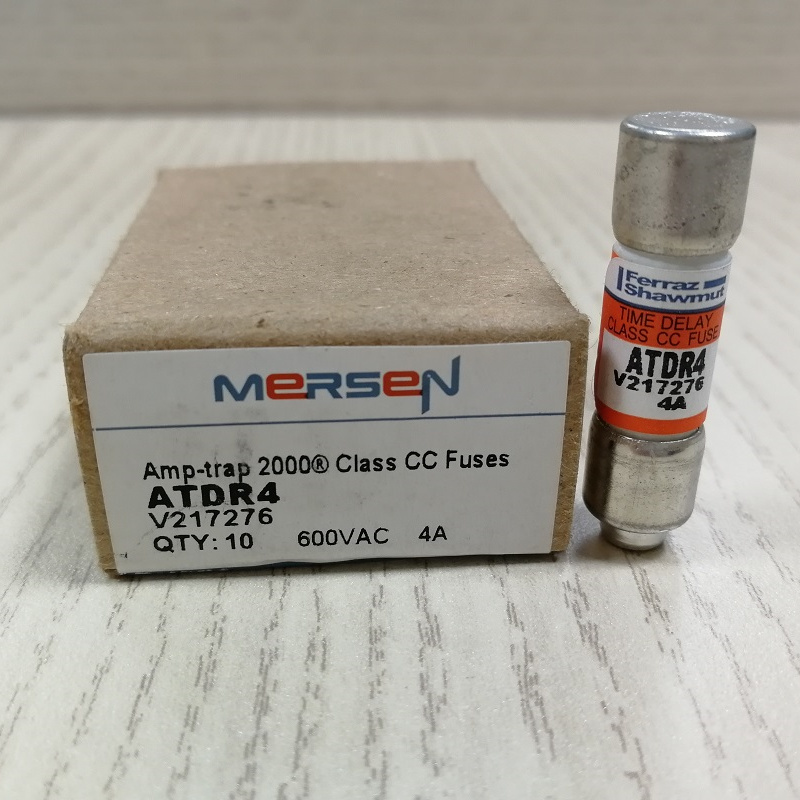 MERSEN
Amp-trap 2000® Class CC Fuses
ATDR4
V217276
QTY: 10 600VAC 4A
Ferraz
Shawmut
TIME DELAY
CLASS CC FUSE
ATDR4
V217276
4A